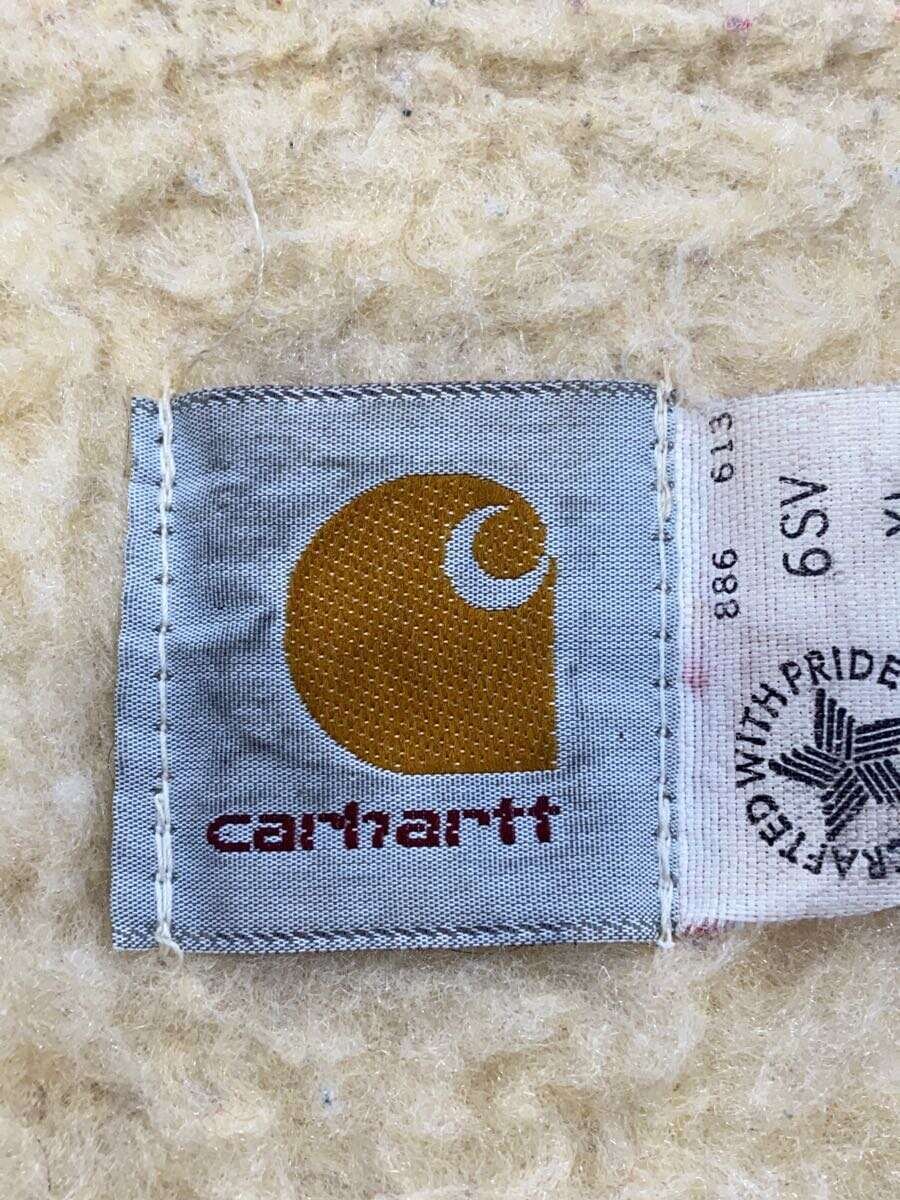 carhartt
886 613
6SV
CRAFTED WITH PRIDE